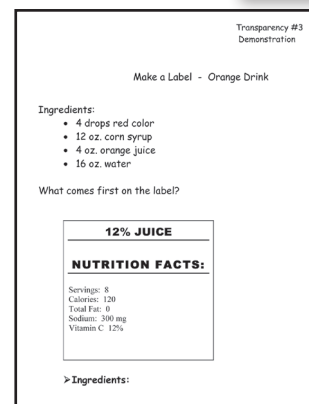 Transparency #3
Demonstration
Make a Label - Orange Drink
Ingredients:
• 4 drops red color
• 12 oz. corn syrup
• 4 oz. orange juice
• 16 oz. water
What comes first on the label?
12% JUICE
NUTRITION FACTS:
Servings: 8
Calories: 120
Total Fat: 0
Sodium: 300 mg
Vitamin C 12%
➢Ingredients: